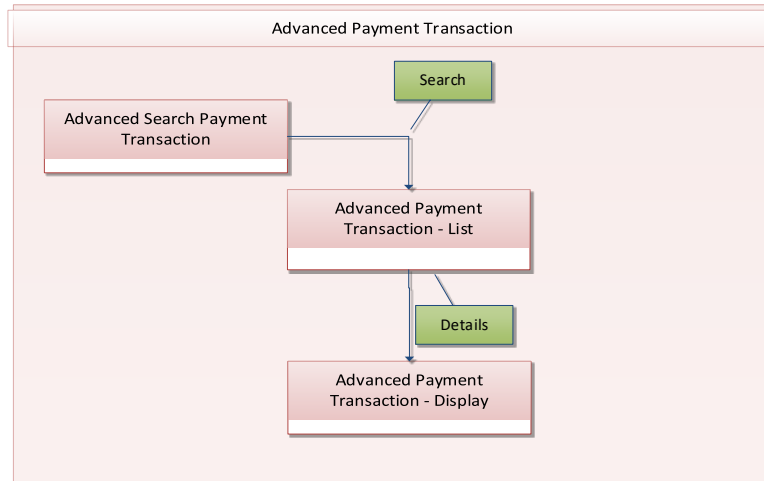 Advanced Payment Transaction
Search
Advanced Search Payment
Transaction
Advanced Payment
Transaction - List
Details
Advanced Payment
Transaction - Display